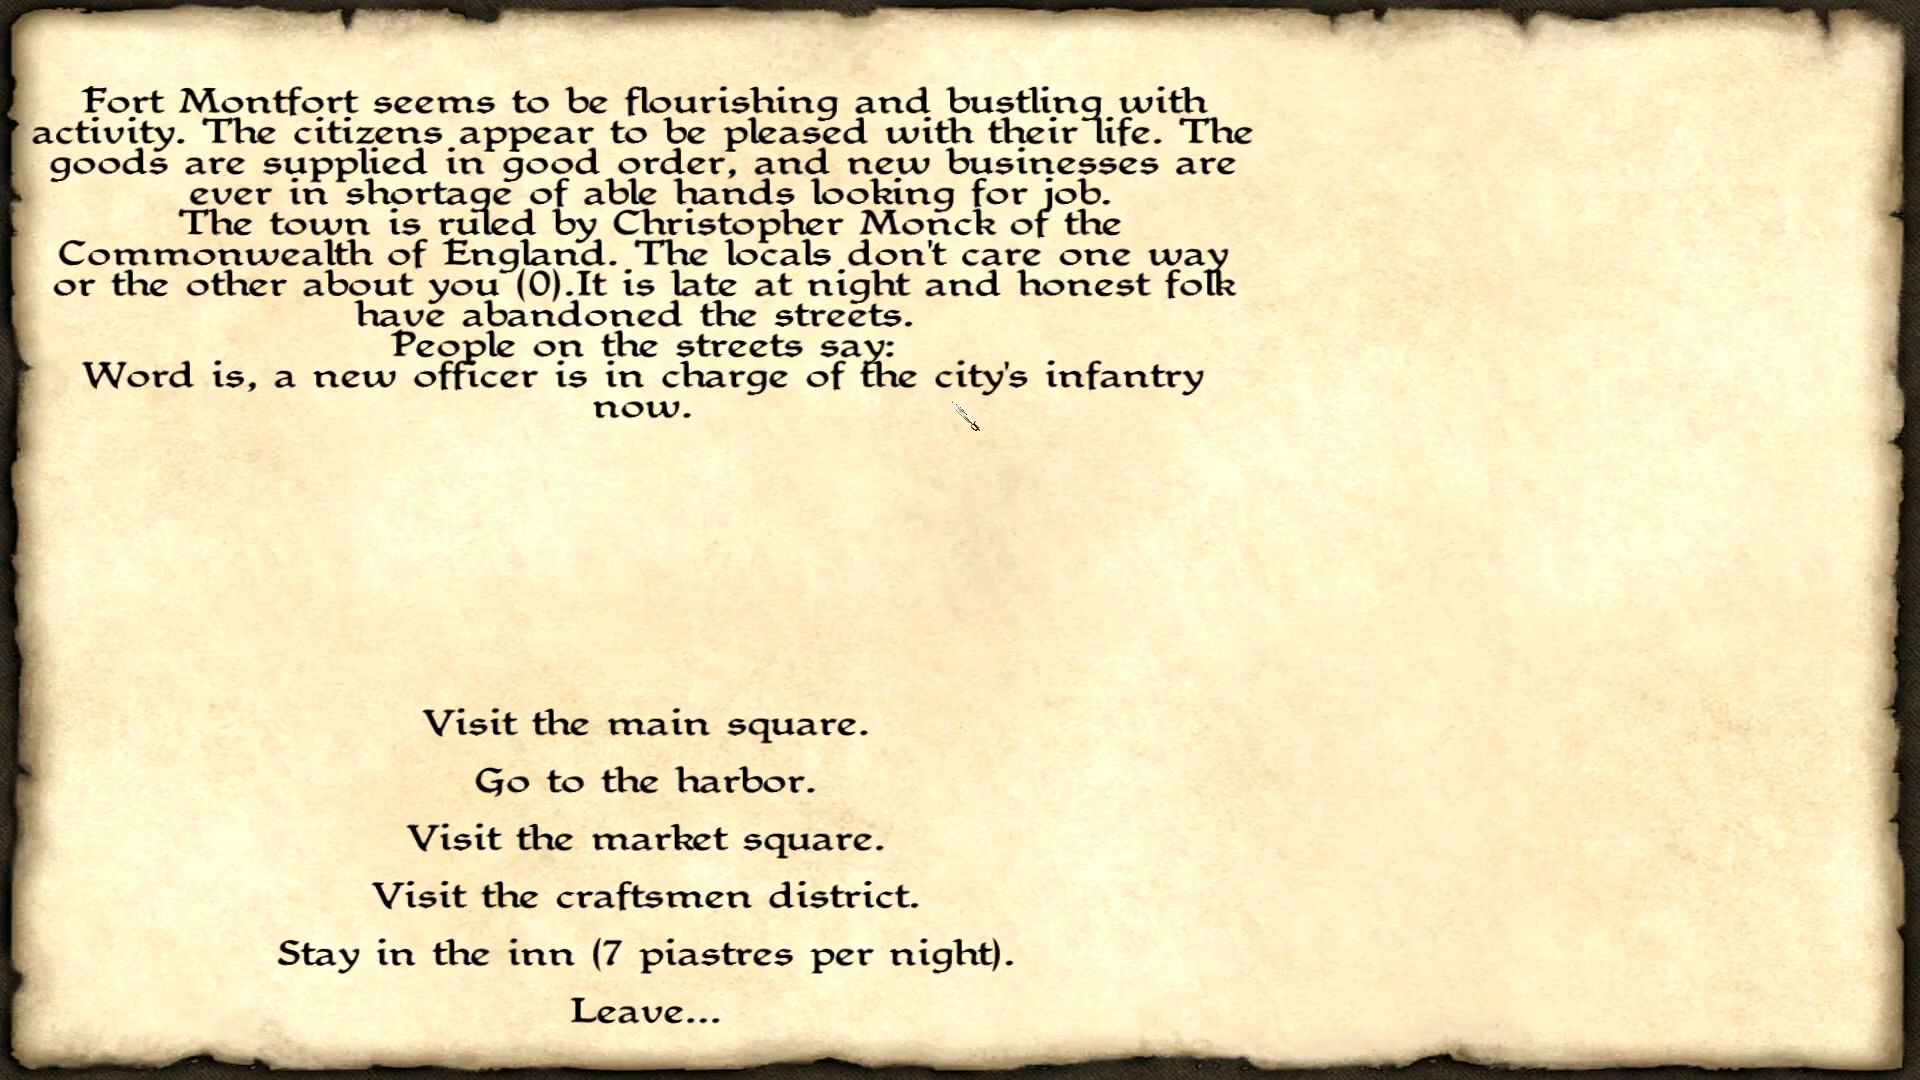 Fort Montfort seems to be flourishing and bustling with
activity. The citizens appear to be pleased with their life. The
goods are supplied in good order, and new businesses are
ever in shortage of able hands looking for job.
The town is ruled by Christopher Monck of the
Commonwealth of England. The locals don't care one way
or the other about you (0).It is late at night and honest folk
have abandoned the streets.
People on the streets say:
Word is, a new officer is in charge of the city's infantry
now.
Visit the main square.
Go to the harbor.
Visit the market square.
Visit the craftsmen district.
Stay in the inn (7 piastres per night).
Leave...